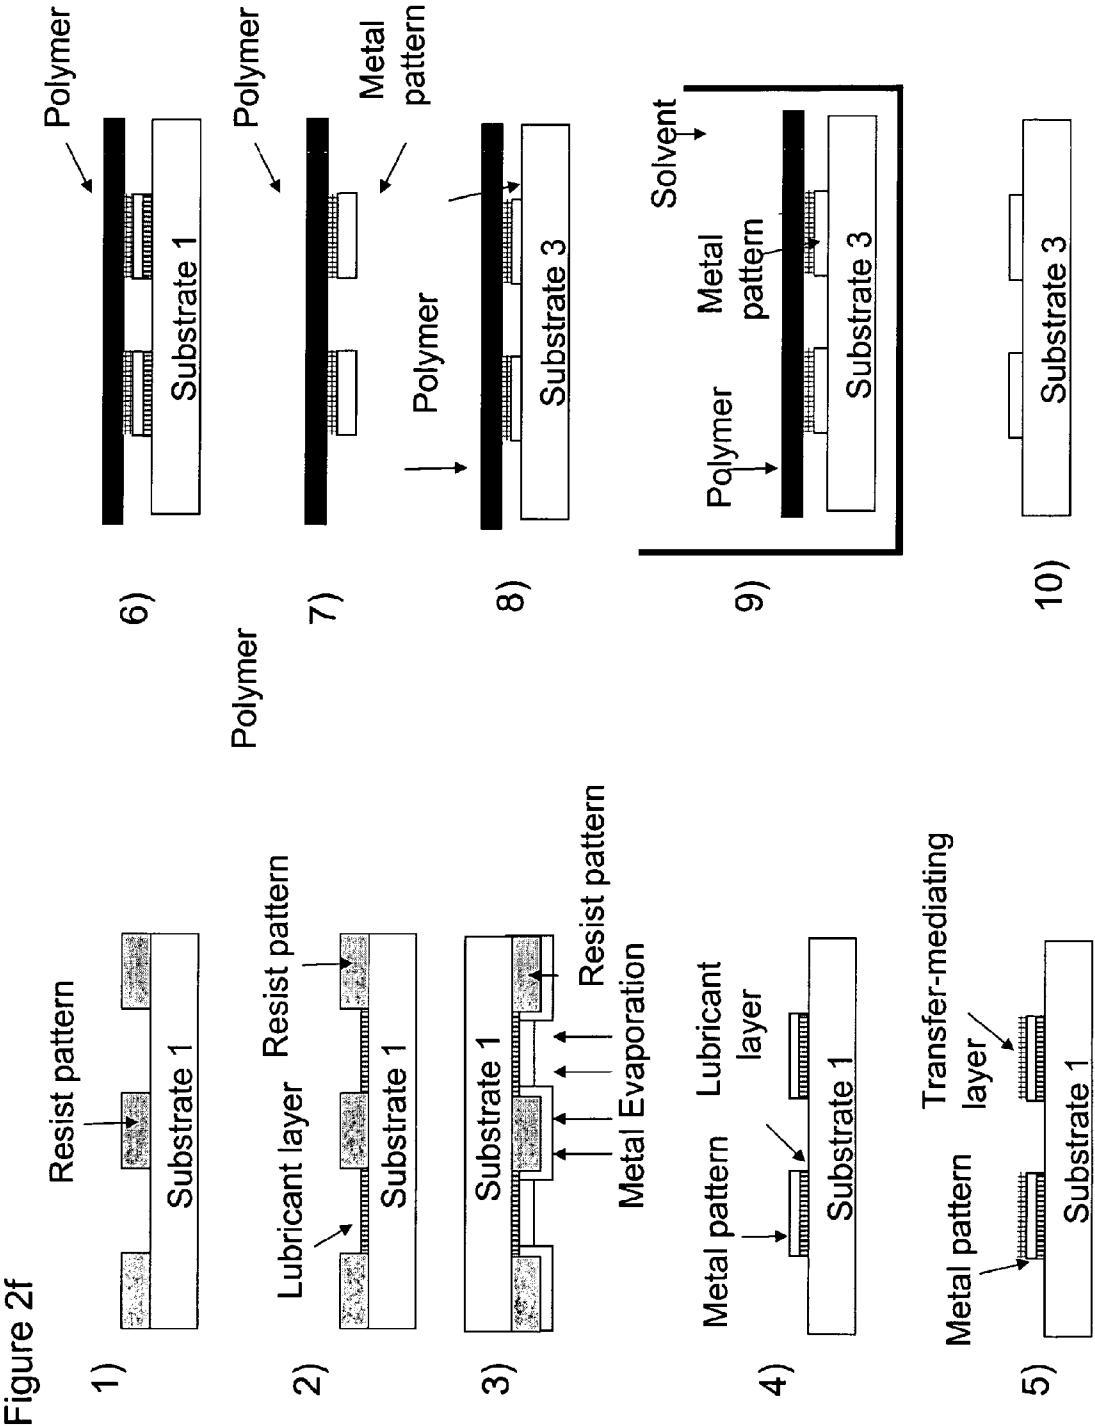 Figure 2f
1)
Resist pattern
Substrate 1
2)
Lubricant layer
Resist pattern
Substrate 1
3)
Substrate 1
Resist pattern
Metal Evaporation
4)
Metal pattern
Lubricant
layer
Substrate 1
5)
Metal pattern
Transfer-mediating
layer
Substrate 1
6)
Polymer
Substrate 1
Polymer
7)
Polymer
Metal
pattern
8)
Polymer
Substrate 3
9)
Polymer
Metal
pattern
Solvent
Substrate 3
10)
Substrate 3